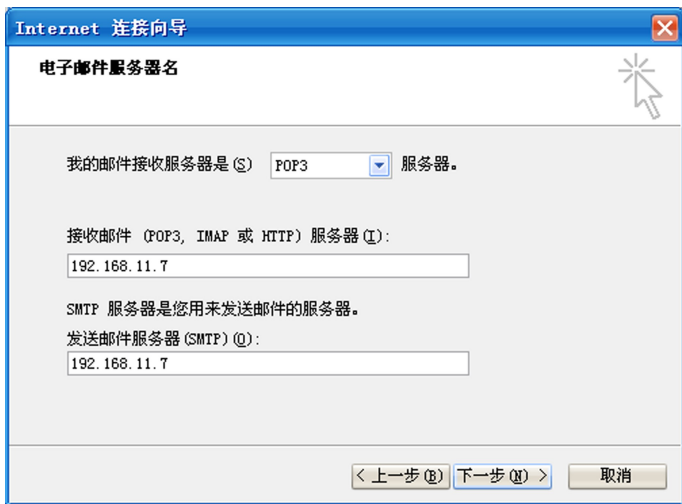 Internet 连接向导
电子邮件服务器名
我的邮件接收服务器是(S) POP3 服务器。
接收邮件 (POP3, IMAP 或 HTTP) 服务器(I):
192.168.11.7
SMTP 服务器是您用来发送邮件的服务器。
发送邮件服务器(SMTP)(O):
192.168.11.7
< 上一步(B) 下一步(N) > 取消